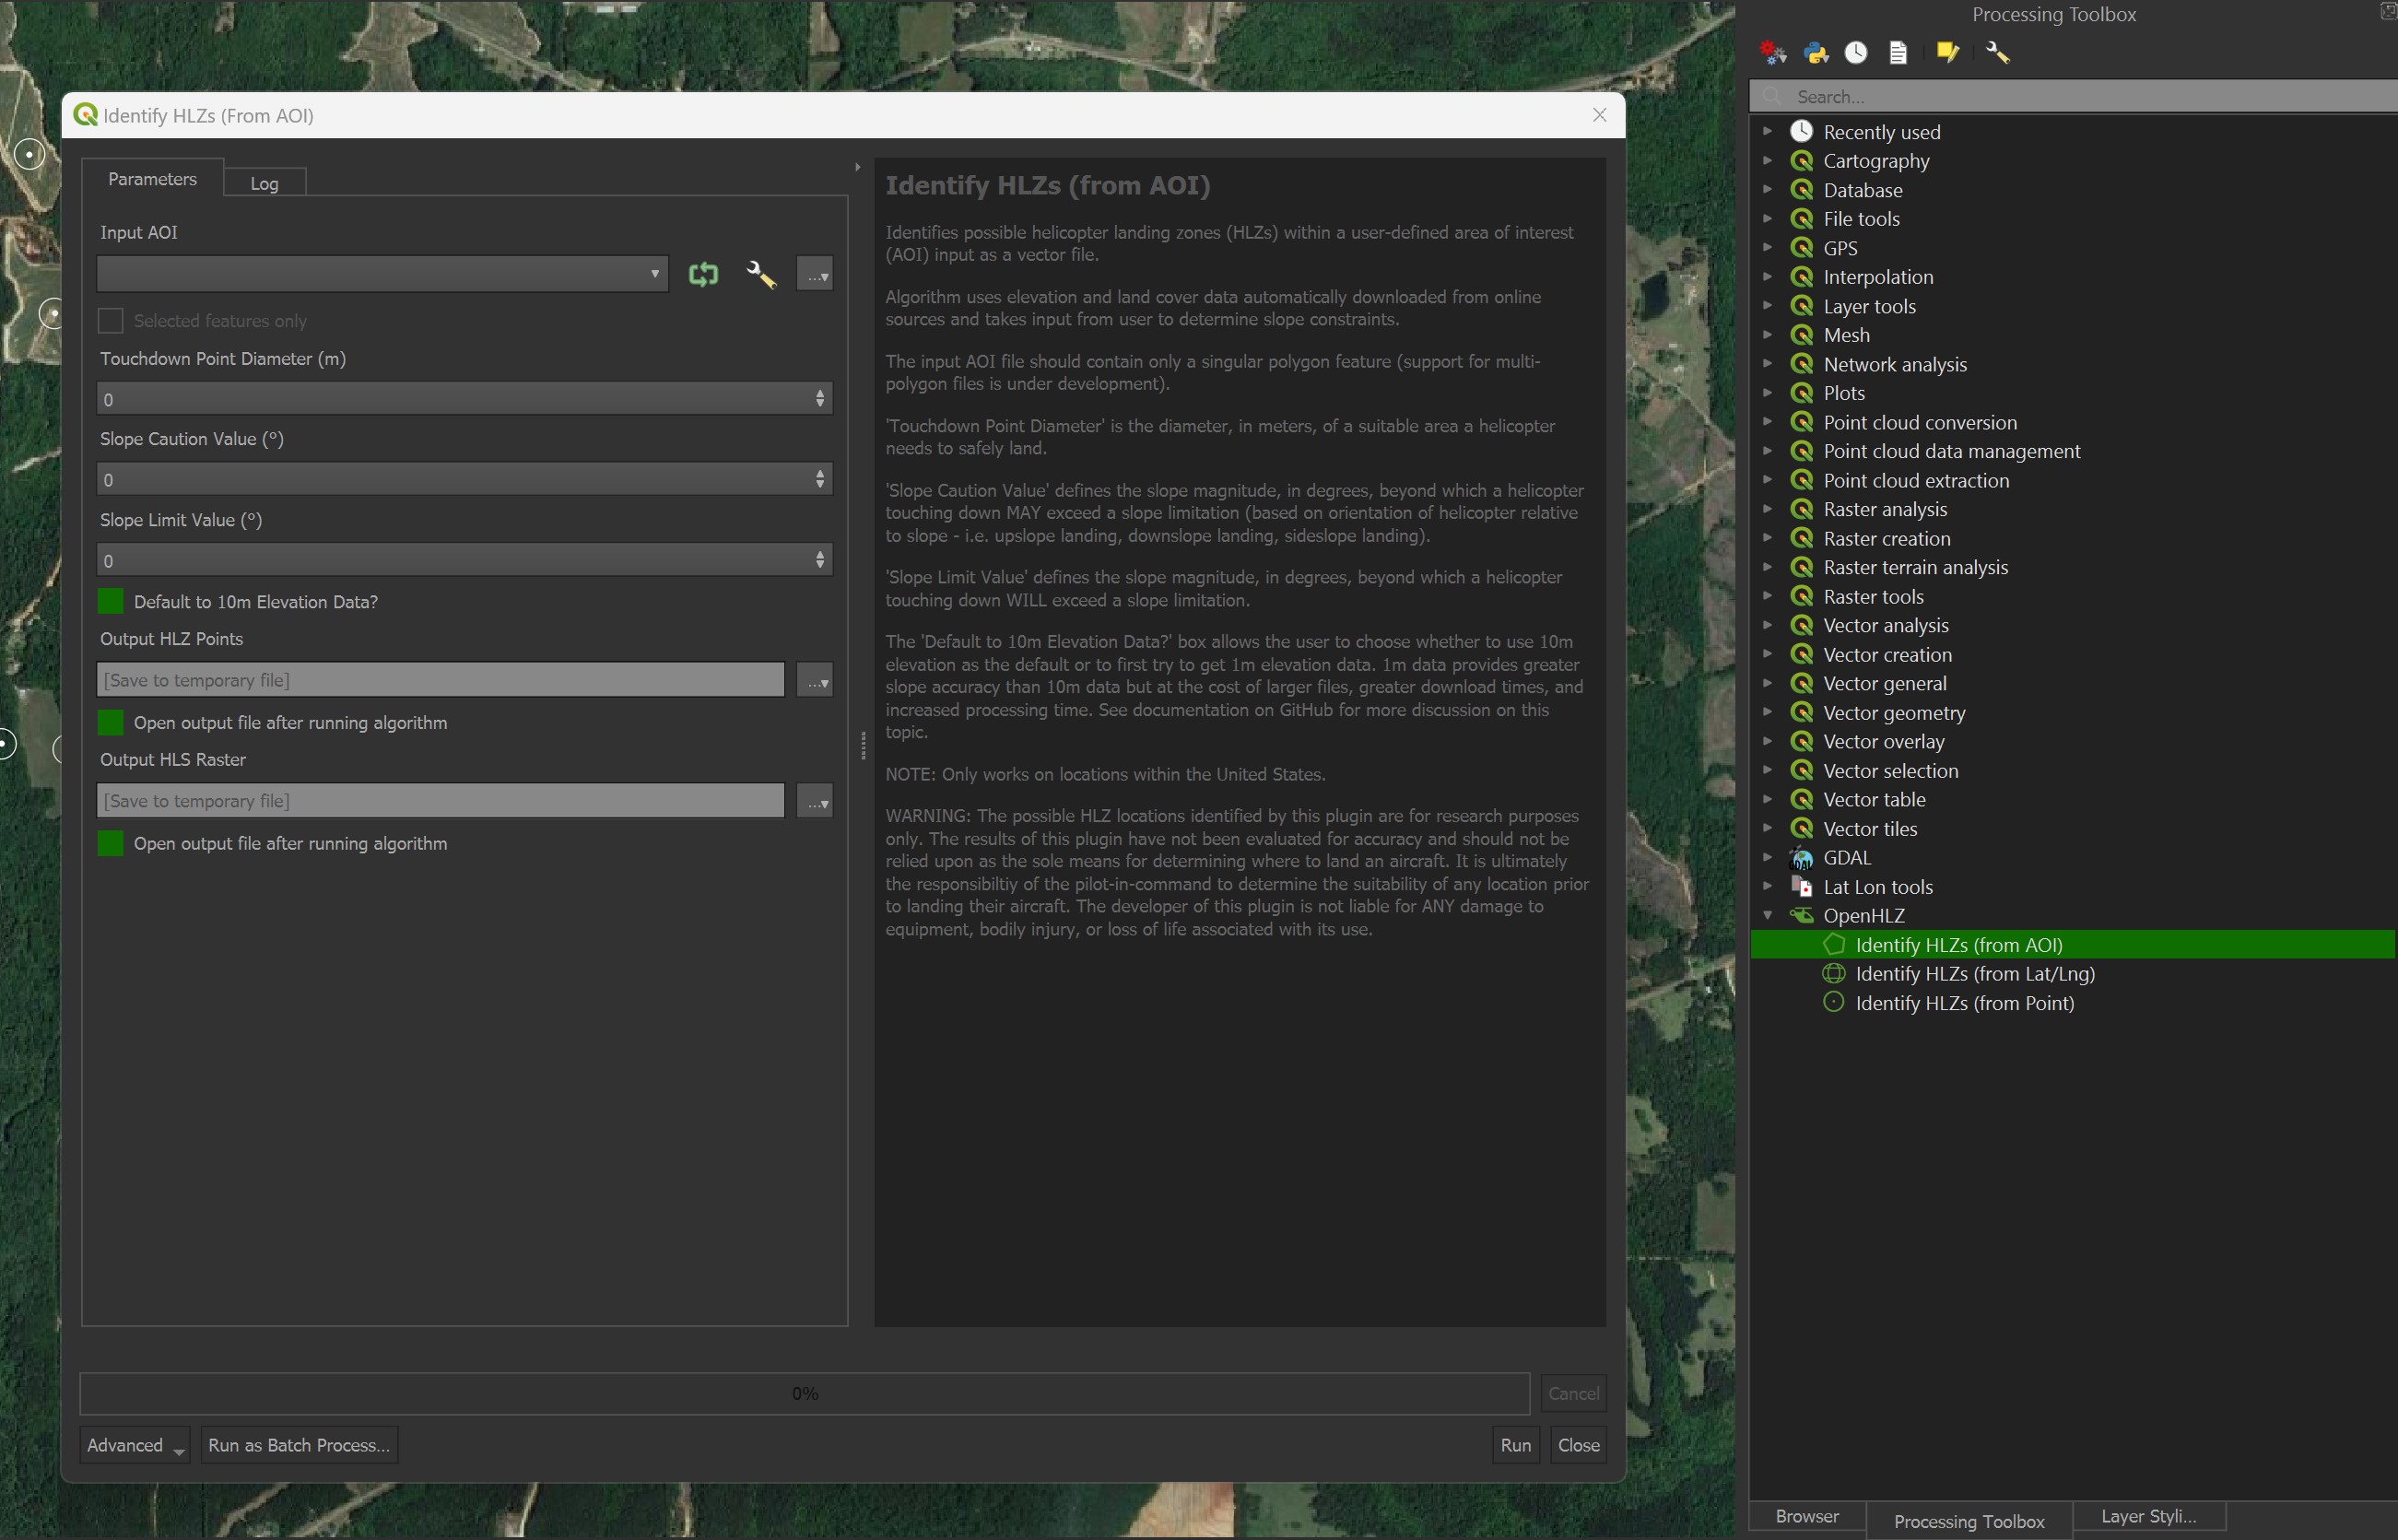 Identify HLZs (From AOI)
Parameters
Log
Input AOI
...
Selected features only
Touchdown Point Diameter (m)
0
Slope Caution Value (°)
0
Slope Limit Value (°)
0
Default to 10m Elevation Data?
Output HLZ Points
[Save to temporary file]
...
Open output file after running algorithm
Output HLS Raster
[Save to temporary file]
...
Open output file after running algorithm
Identify HLZs (from AOI)
Identifies possible helicopter landing zones (HLZs) within a user-defined area of interest
(AOI) input as a vector file.
Algorithm uses elevation and land cover data automatically downloaded from online
sources and takes input from user to determine slope constraints.
The input AOI file should contain only a singular polygon feature (support for multi-
polygon files is under development).
'Touchdown Point Diameter' is the diameter, in meters, of a suitable area a helicopter
needs to safely land.
'Slope Caution Value' defines the slope magnitude, in degrees, beyond which a helicopter
touching down MAY exceed a slope limitation (based on orientation of helicopter relative
to slope - i.e. upslope landing, downslope landing, sideslope landing).
'Slope Limit Value' defines the slope magnitude, in degrees, beyond which a helicopter
touching down WILL exceed a slope limitation.
The 'Default to 10m Elevation Data?' box allows the user to choose whether to use 10m
elevation as the default or to first try to get 1m elevation data. 1m data provides greater
slope accuracy than 10m data but at the cost of larger files, greater download times, and
increased processing time. See documentation on GitHub for more discussion on this
topic.
NOTE: Only works on locations within the United States.
WARNING: The possible HLZ locations identified by this plugin are for research purposes
only. The results of this plugin have not been evaluated for accuracy and should not be
relied upon as the sole means for determining where to land an aircraft. It is ultimately
the responsibiltiy of the pilot-in-command to determine the suitability of any location prior
to landing their aircraft. The developer of this plugin is not liable for ANY damage to
equipment, bodily injury, or loss of life associated with its use.
0%
Cancel
Advanced
Run as Batch Process...
Run
Close
Processing Toolbox
Search...
Recently used
Cartography
Database
File tools
GPS
Interpolation
Layer tools
Mesh
Network analysis
Plots
Point cloud conversion
Point cloud data management
Point cloud extraction
Raster analysis
Raster creation
Raster terrain analysis
Raster tools
Vector analysis
Vector creation
Vector general
Vector geometry
Vector overlay
Vector selection
Vector table
Vector tiles
GDAL
Lat Lon tools
OpenHLZ
Identify HLZs (from AOI)
Identify HLZs (from Lat/Lng)
Identify HLZs (from Point)
Browser
Processing Toolbox
Layer Styli...